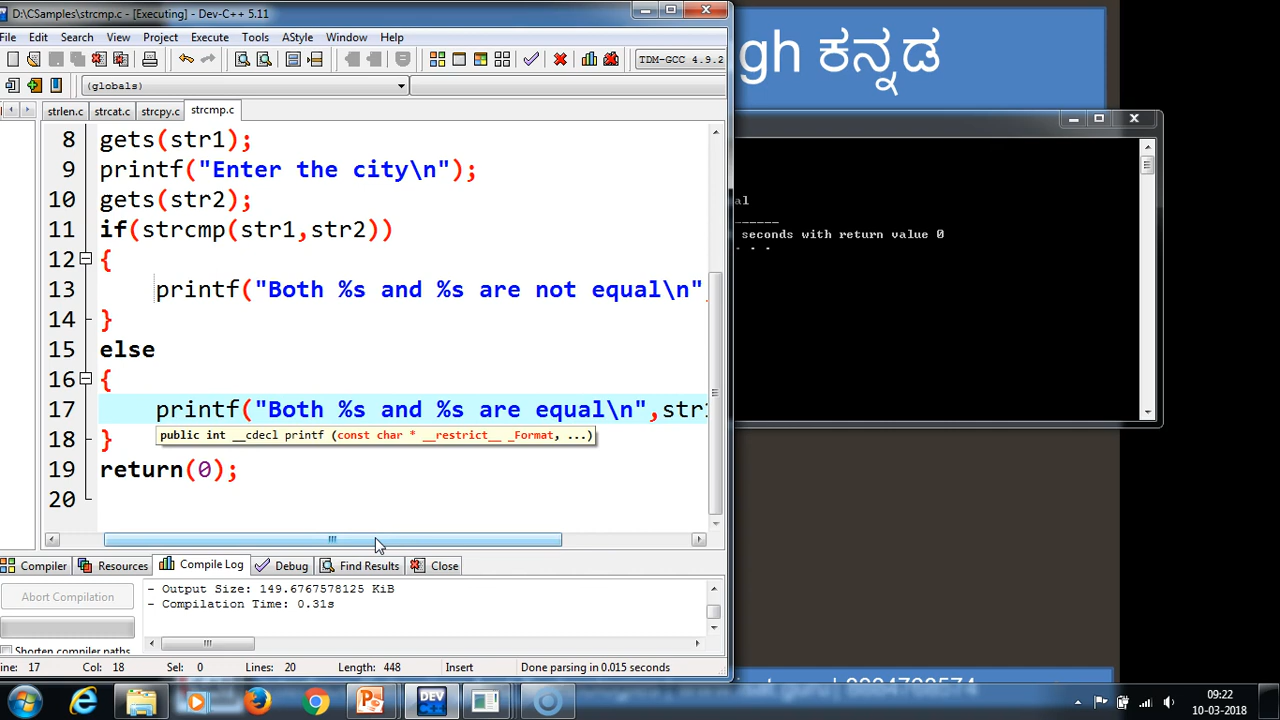 D:\CSamples\strcmp.c - [Executing] - Dev-C++ 5.11
File Edit Search View Project Execute Tools AStyle Window Help
TDM-GCC 4.9.2
(globals)
strlen.c strcat.c strcpy.c strcmp.c
8 gets(str1);
9 printf("Enter the city\n");
10 gets(str2);
11 if(strcmp(str1,str2))
12 {
13 printf("Both %s and %s are not equal\n",
14 }
15 else
16 {
17 printf("Both %s and %s are equal\n",str1
public int __cdecl printf (const char * __restrict__ _Format, ...)
18 }
19 return(0);
20
Compiler Resources Compile Log Debug Find Results Close
Abort Compilation
Shorten compiler paths
- Output Size: 149.6767578125 KiB
- Compilation Time: 0.31s
ine: 17 Col: 18 Sel: 0 Lines: 20 Length: 448 Insert Done parsing in 0.015 seconds
gh ಕನ್ನಡ
al
------
seconds with return value 0
. . .
DEV
09:22
10-03-2018